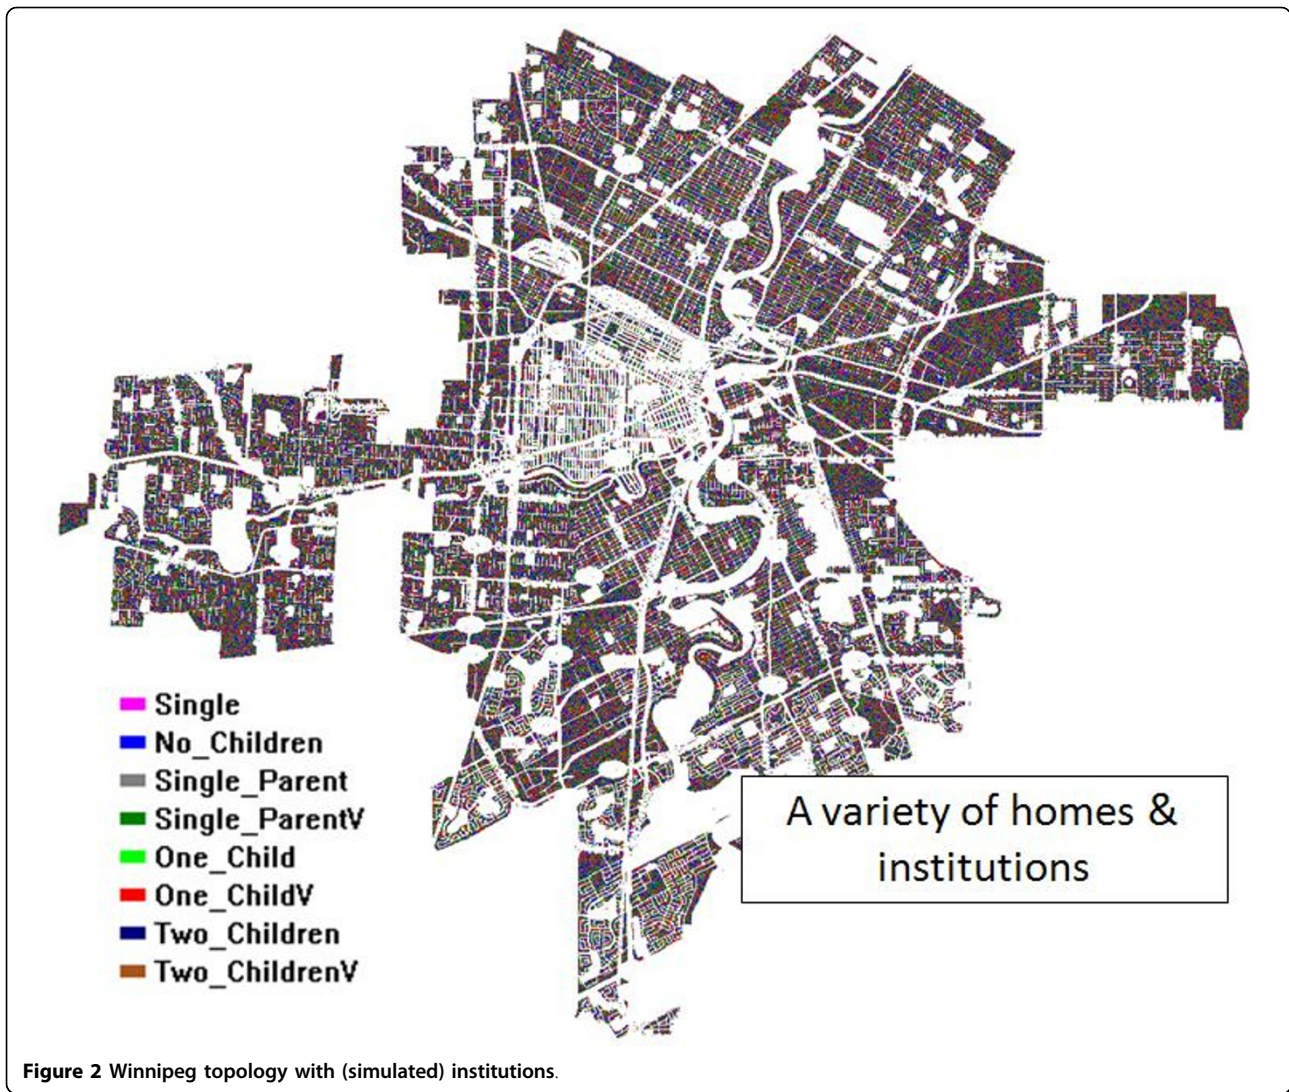 Single
No_Children
Single_Parent
Single_ParentV
One_Child
One_ChildV
Two_Children
Two_ChildrenV
A variety of homes &
institutions
Figure 2 Winnipeg topology with (simulated) institutions.